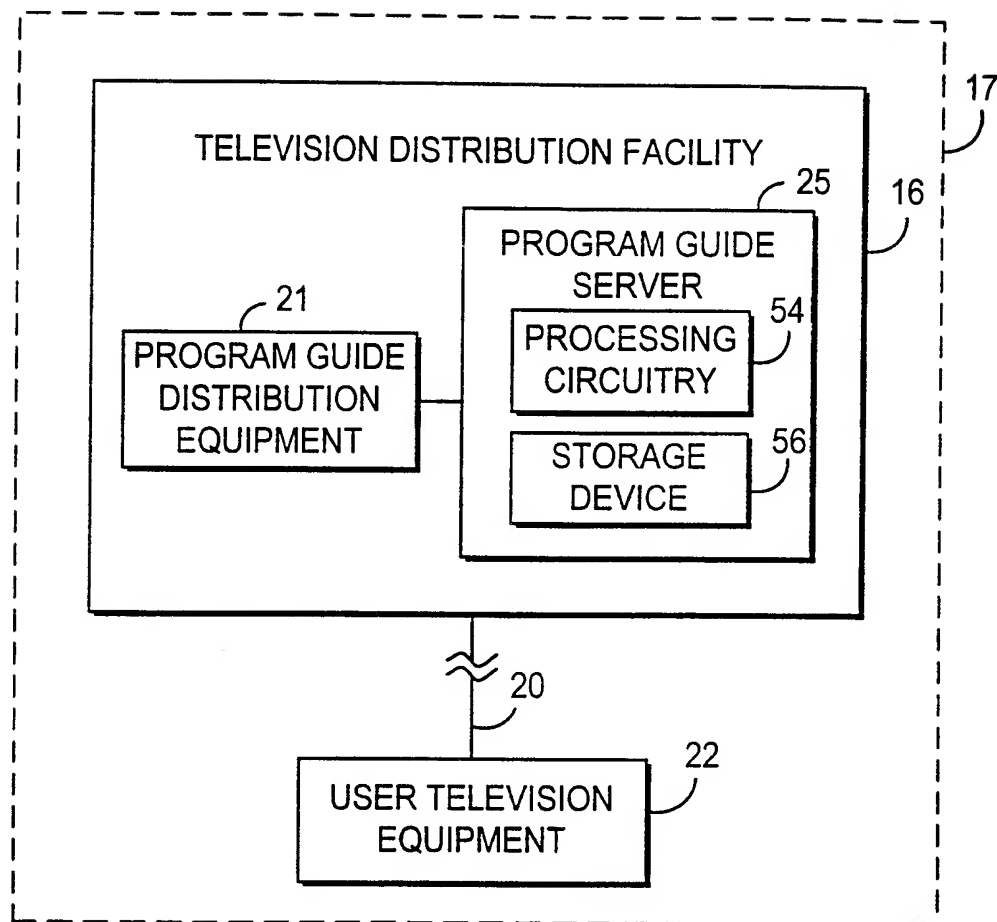 17
TELEVISION DISTRIBUTION FACILITY
25
16
PROGRAM GUIDE
SERVER
21
54
PROGRAM GUIDE
DISTRIBUTION
EQUIPMENT
PROCESSING
CIRCUITRY
56
STORAGE
DEVICE
20
22
USER TELEVISION
EQUIPMENT